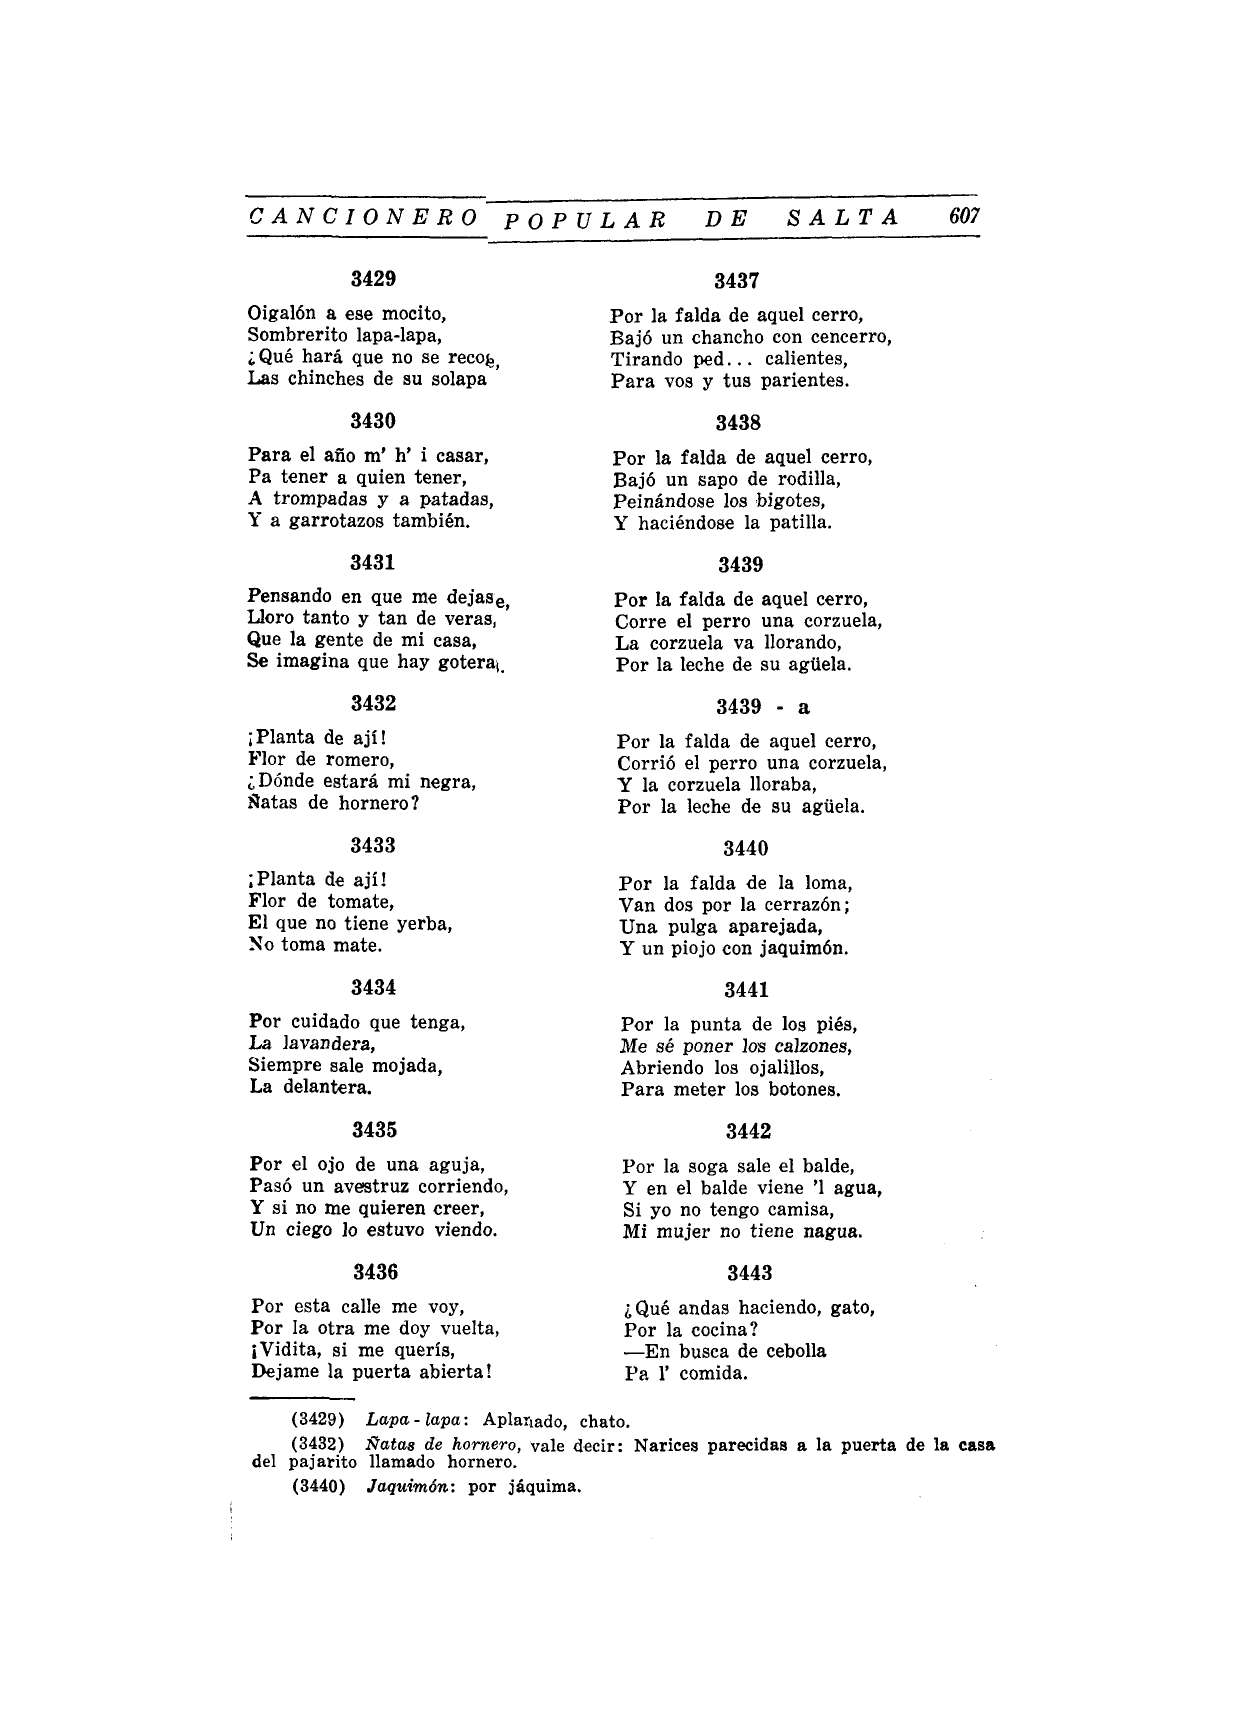 CANCIONERO POPULAR DE SALTA 607
3429
Oigalón a ese mocito,
Sombrerito lapa-lapa,
¿Qué hará que no se recog,
Las chinches de su solapa
3430
Para el año m' h' i casar,
Pa tener a quien tener,
A trompadas y a patadas,
Y a garrotazos también.
3431
Pensando en que me dejase,
Lloro tanto y tan de veras,
Que la gente de mi casa,
Se imagina que hay gotera.
3432
¡Planta de ají!
Flor de romero,
¿Dónde estará mi negra,
Ñatas de hornero?
3433
¡Planta de ají!
Flor de tomate,
El que no tiene yerba,
No toma mate.
3434
Por cuidado que tenga,
La lavandera,
Siempre sale mojada,
La delantera.
3435
Por el ojo de una aguja,
Pasó un avestruz corriendo,
Y si no me quieren creer,
Un ciego lo estuvo viendo.
3436
Por esta calle me voy,
Por la otra me doy vuelta,
¡Vidita, si me querís,
Dejame la puerta abierta!
3437
Por la falda de aquel cerro,
Bajó un chancho con cencerro,
Tirando ped... calientes,
Para vos y tus parientes.
3438
Por la falda de aquel cerro,
Bajó un sapo de rodilla,
Peinándose los bigotes,
Y haciéndose la patilla.
3439
Por la falda de aquel cerro,
Corre el perro una corzuela,
La corzuela va llorando,
Por la leche de su agüela.
3439 - a
Por la falda de aquel cerro,
Corrió el perro una corzuela,
Y la corzuela lloraba,
Por la leche de su agüela.
3440
Por la falda de la loma,
Van dos por la cerrazón;
Una pulga aparejada,
Y un piojo con jaquimón.
3441
Por la punta de los piés,
Me sé poner los calzones,
Abriendo los ojalillos,
Para meter los botones.
3442
Por la soga sale el balde,
Y en el balde viene 'l agua,
Si yo no tengo camisa,
Mi mujer no tiene nagua.
3443
¿Qué andas haciendo, gato,
Por la cocina?
—En busca de cebolla
Pa l' comida.
(3429) Lapa-lapa: Aplanado, chato.
(3432) Ñatas de hornero, vale decir: Narices parecidas a la puerta de la casa
del pajarito llamado hornero.
(3440) Jaquimón: por jáquima.